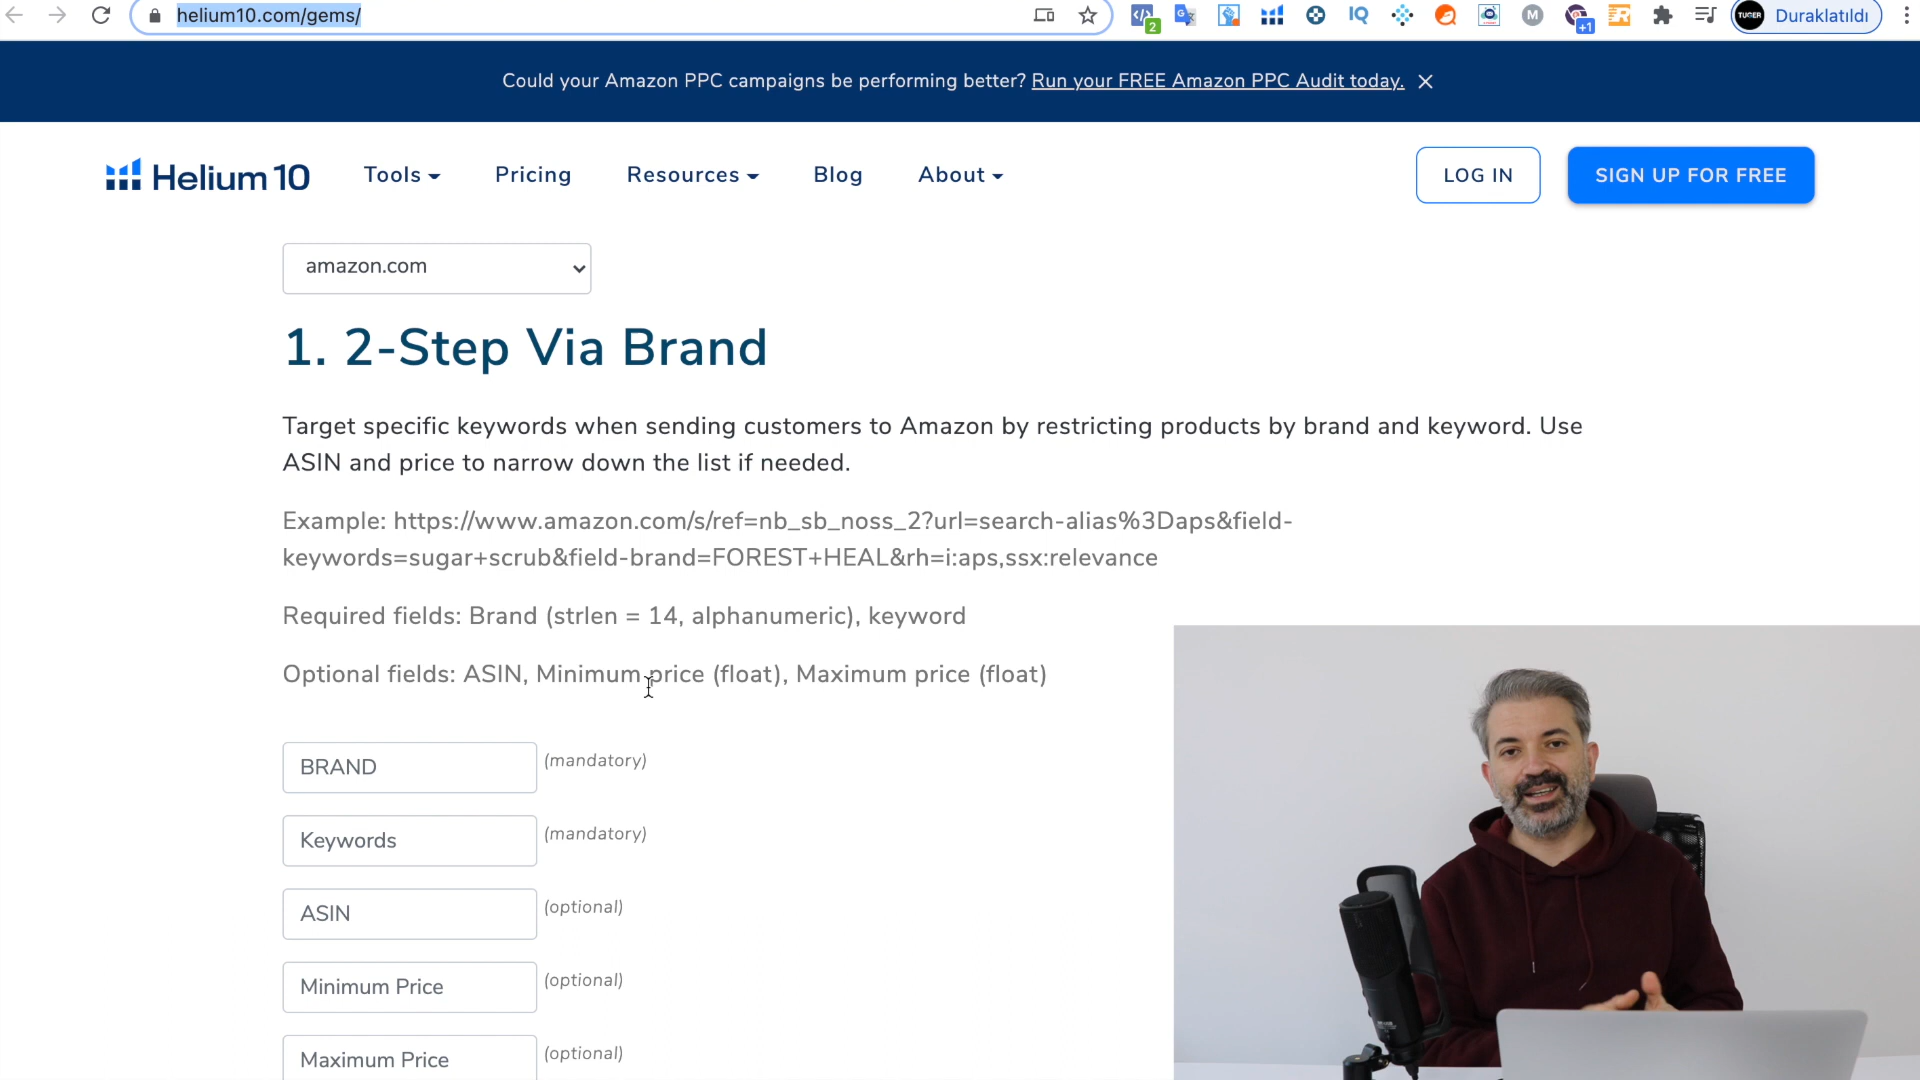 helium10.com/gems/
2
IQ
M
+1
TUNER
Duraklatıldı
Could your Amazon PPC campaigns be performing better? Run your FREE Amazon PPC Audit today.
Helium 10
Tools
Pricing
Resources
Blog
About
LOG IN
SIGN UP FOR FREE
amazon.com
1. 2-Step Via Brand
Target specific keywords when sending customers to Amazon by restricting products by brand and keyword. Use
ASIN and price to narrow down the list if needed.
Example: https://www.amazon.com/s/ref=nb_sb_noss_2?url=search-alias%3Daps&field-
keywords=sugar+scrub&field-brand=FOREST+HEAL&rh=i:aps,ssx:relevance
Required fields: Brand (strlen = 14, alphanumeric), keyword
Optional fields: ASIN, Minimum price (float), Maximum price (float)
BRAND (mandatory)
Keywords (mandatory)
ASIN (optional)
Minimum Price (optional)
Maximum Price (optional)